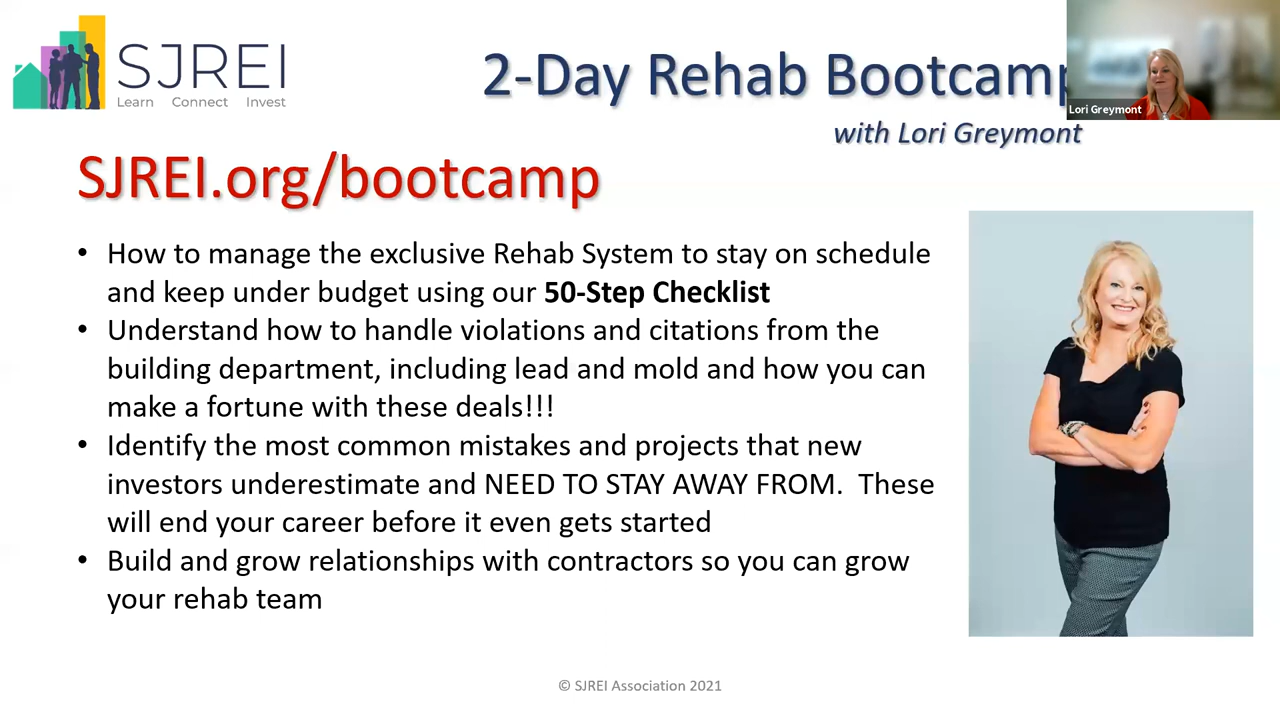 SJREI
Learn Connect Invest
2-Day Rehab Bootcamp
Lori Greymont
with Lori Greymont
SJREI.org/bootcamp
• How to manage the exclusive Rehab System to stay on schedule
and keep under budget using our 50-Step Checklist
• Understand how to handle violations and citations from the
building department, including lead and mold and how you can
make a fortune with these deals!!!
• Identify the most common mistakes and projects that new
investors underestimate and NEED TO STAY AWAY FROM. These
will end your career before it even gets started
• Build and grow relationships with contractors so you can grow
your rehab team
© SJREI Association 2021